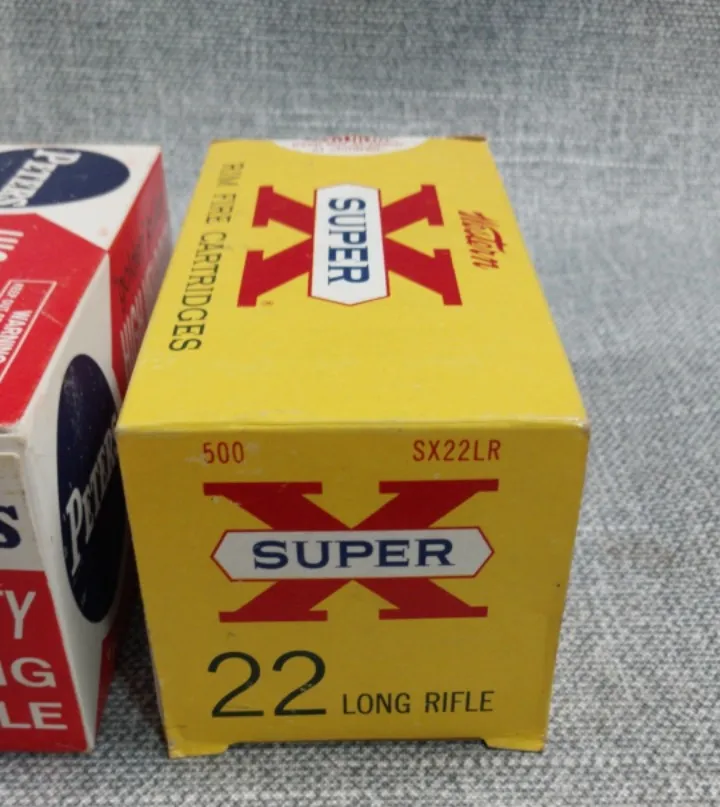 PETERS
WARNING
PETERS
S
TY
NG
LE
RIM FIRE CARTRIDGES
SUPER
X
®
Western
500 SX22LR
X
SUPER
22 LONG RIFLE